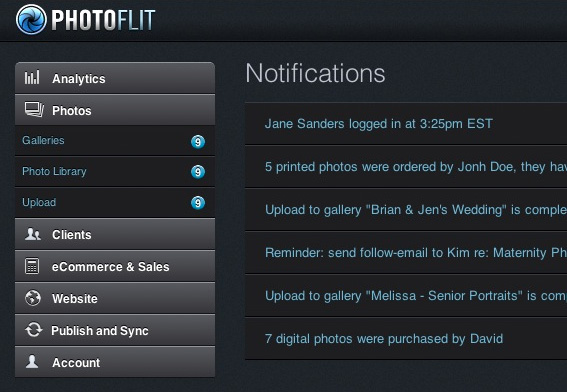 PHOTOFLIT
Analytics
Photos
Galleries 9
Photo Library 9
Upload 9
Clients
eCommerce & Sales
Website
Publish and Sync
Account
Notifications
Jane Sanders logged in at 3:25pm EST
5 printed photos were ordered by Jonh Doe, they hav
Upload to gallery "Brian & Jen's Wedding" is comple
Reminder: send follow-email to Kim re: Maternity Ph
Upload to gallery "Melissa - Senior Portraits" is com
7 digital photos were purchased by David